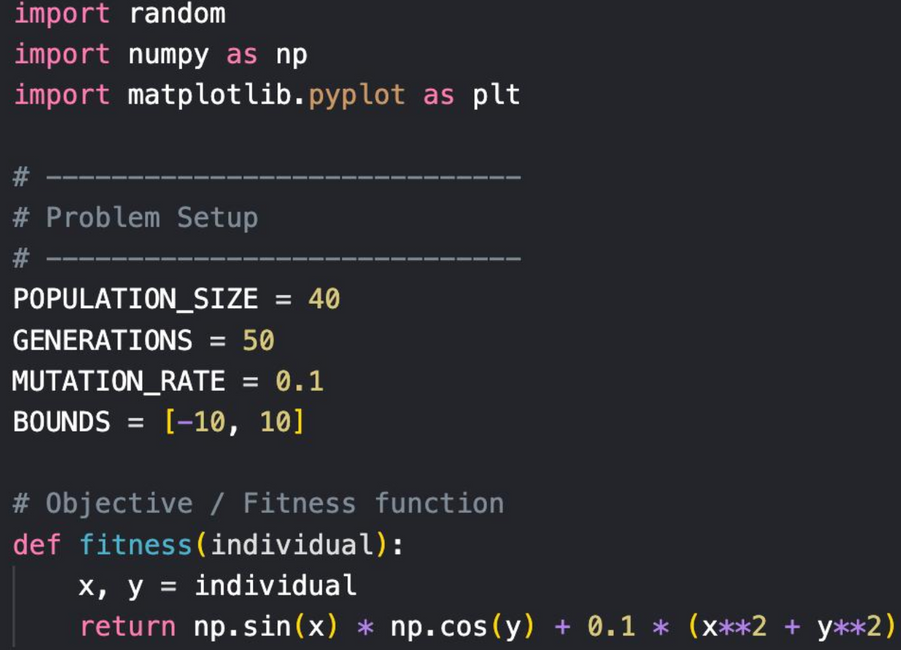 import random
import numpy as np
import matplotlib.pyplot as plt
# -----------------------------
# Problem Setup
# -----------------------------
POPULATION_SIZE = 40
GENERATIONS = 50
MUTATION_RATE = 0.1
BOUNDS = [-10, 10]
# Objective / Fitness function
def fitness(individual):
    x, y = individual
    return np.sin(x) * np.cos(y) + 0.1 * (x**2 + y**2)